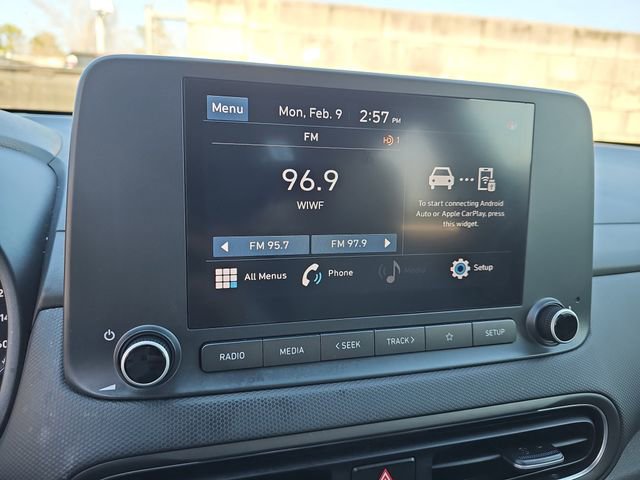 Menu
Mon, Feb. 9 2:57 PM
FM
HD 1
96.9
WIWF
To start connecting Android
Auto or Apple CarPlay, press
this widget.
FM 95.7 FM 97.9
All Menus Phone Media Setup
RADIO MEDIA < SEEK TRACK > SETUP